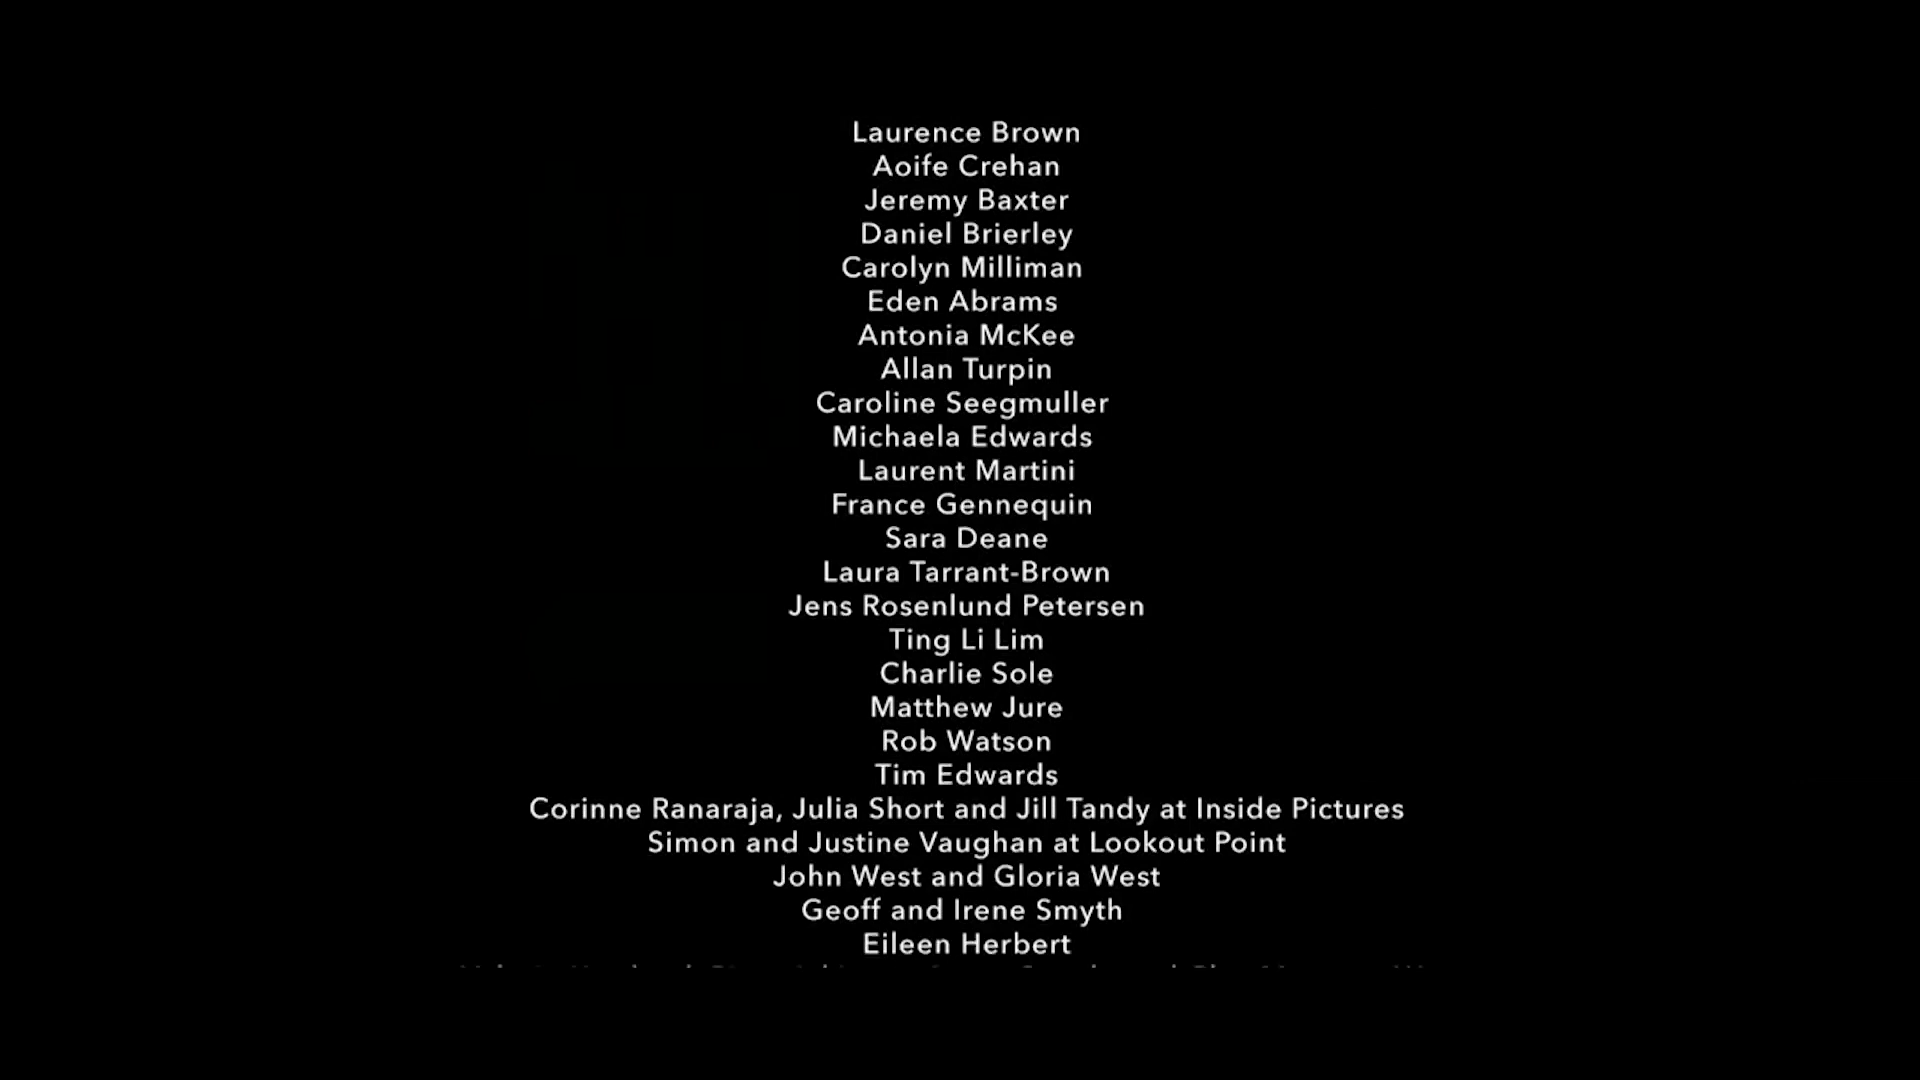 Laurence Brown
Aoife Crehan
Jeremy Baxter
Daniel Brierley
Carolyn Milliman
Eden Abrams
Antonia McKee
Allan Turpin
Caroline Seegmuller
Michaela Edwards
Laurent Martini
France Gennequin
Sara Deane
Laura Tarrant-Brown
Jens Rosenlund Petersen
Ting Li Lim
Charlie Sole
Matthew Jure
Rob Watson
Tim Edwards
Corinne Ranaraja, Julia Short and Jill Tandy at Inside Pictures
Simon and Justine Vaughan at Lookout Point
John West and Gloria West
Geoff and Irene Smyth
Eileen Herbert